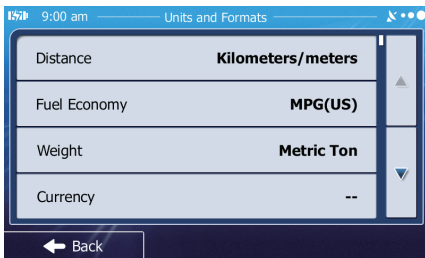 9:00 am Units and Formats
Distance Kilometers/meters
Fuel Economy MPG(US)
Weight Metric Ton
Currency --
Back